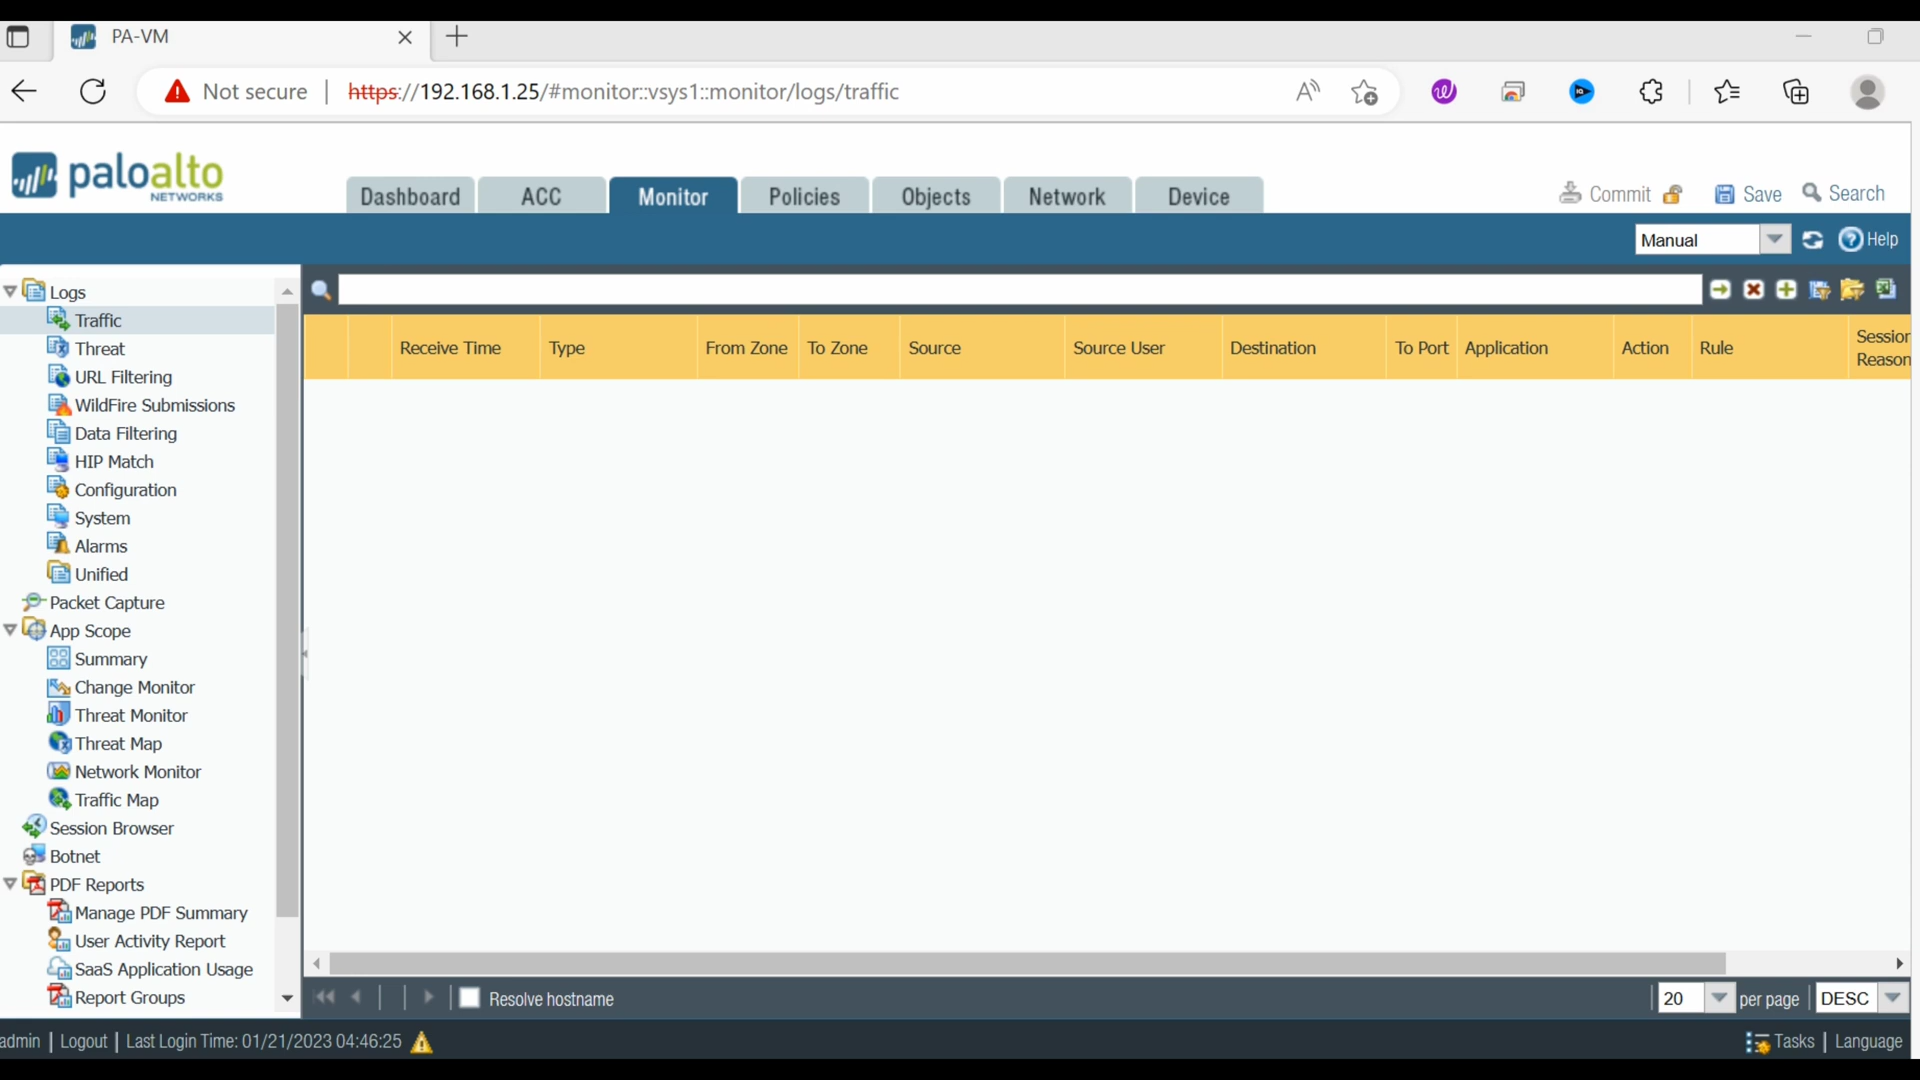 PA-VM
Not secure https://192.168.1.25/#monitor::vsys1::monitor/logs/traffic
paloalto
NETWORKS
Dashboard ACC Monitor Policies Objects Network Device
Commit Save Search
Manual Help
Logs
Traffic
Threat
URL Filtering
WildFire Submissions
Data Filtering
HIP Match
Configuration
System
Alarms
Unified
Packet Capture
App Scope
Summary
Change Monitor
Threat Monitor
Threat Map
Network Monitor
Traffic Map
Session Browser
Botnet
PDF Reports
Manage PDF Summary
User Activity Report
SaaS Application Usage
Report Groups
Receive Time Type From Zone To Zone Source Source User Destination To Port Application Action Rule Session
Reason
Resolve hostname 20 per page DESC
admin | Logout | Last Login Time: 01/21/2023 04:46:25
Tasks | Language